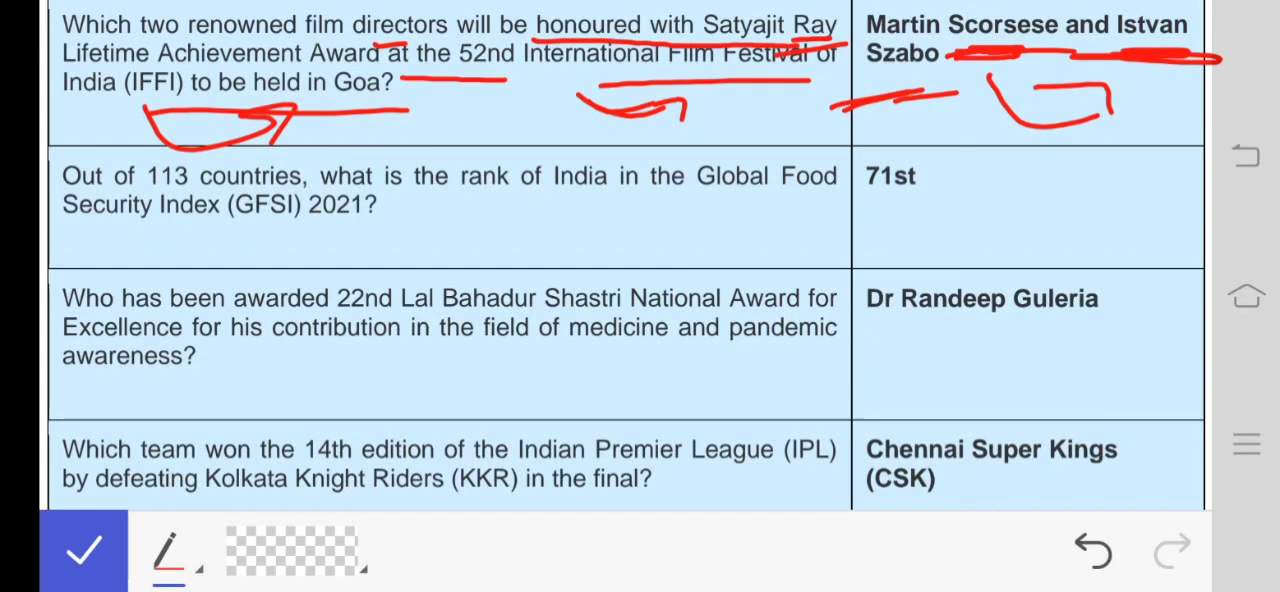 Which two renowned film directors will be honoured with Satyajit Ray
Lifetime Achievement Award at the 52nd International Film Festival of
India (IFFI) to be held in Goa?
Martin Scorsese and Istvan
Szabo
Out of 113 countries, what is the rank of India in the Global Food
Security Index (GFSI) 2021?
71st
Who has been awarded 22nd Lal Bahadur Shastri National Award for
Excellence for his contribution in the field of medicine and pandemic
awareness?
Dr Randeep Guleria
Which team won the 14th edition of the Indian Premier League (IPL)
by defeating Kolkata Knight Riders (KKR) in the final?
Chennai Super Kings
(CSK)